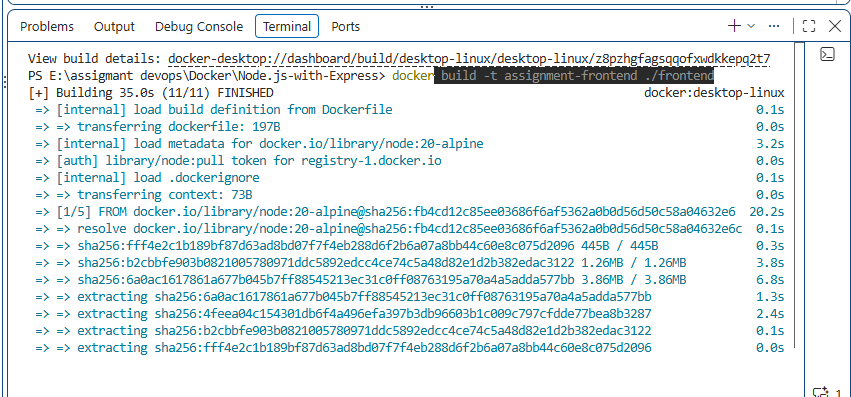 Problems Output Debug Console Terminal Ports
View build details: docker-desktop://dashboard/build/desktop-linux/desktop-linux/z8pzhgfagsqqofxwdkkepq2t7
PS E:\assigmant devops\Docker\Node.js-with-Express> docker build -t assignment-frontend ./frontend
[+] Building 35.0s (11/11) FINISHED docker:desktop-linux
=> [internal] load build definition from Dockerfile 0.1s
=> => transferring dockerfile: 197B 0.0s
=> [internal] load metadata for docker.io/library/node:20-alpine 3.2s
=> [auth] library/node:pull token for registry-1.docker.io 0.0s
=> [internal] load .dockerignore 0.1s
=> => transferring context: 73B 0.0s
=> [1/5] FROM docker.io/library/node:20-alpine@sha256:fb4cd12c85ee03686f6af5362a0b0d56d50c58a04632e6 20.2s
=> => resolve docker.io/library/node:20-alpine@sha256:fb4cd12c85ee03686f6af5362a0b0d56d50c58a04632e6c 0.1s
=> => sha256:fff4e2c1b189bf87d63ad8bd07f7f4eb288d6f2b6a07a8bb44c60e8c075d2096 445B / 445B 0.3s
=> => sha256:b2cbbfe903b0821005780971ddc5892edcc4ce74c5a48d82e1d2b382edac3122 1.26MB / 1.26MB 3.8s
=> => sha256:6a0ac1617861a677b045b7ff88545213ec31c0ff08763195a70a4a5adda577bb 3.86MB / 3.86MB 6.8s
=> => extracting sha256:6a0ac1617861a677b045b7ff88545213ec31c0ff08763195a70a4a5adda577bb 1.3s
=> => extracting sha256:4feea04c154301db6f4a496efa397b3db96603b1c009c797cfdde77bea8b3287 2.4s
=> => extracting sha256:b2cbbfe903b0821005780971ddc5892edcc4ce74c5a48d82e1d2b382edac3122 0.1s
=> => extracting sha256:fff4e2c1b189bf87d63ad8bd07f7f4eb288d6f2b6a07a8bb44c60e8c075d2096 0.0s